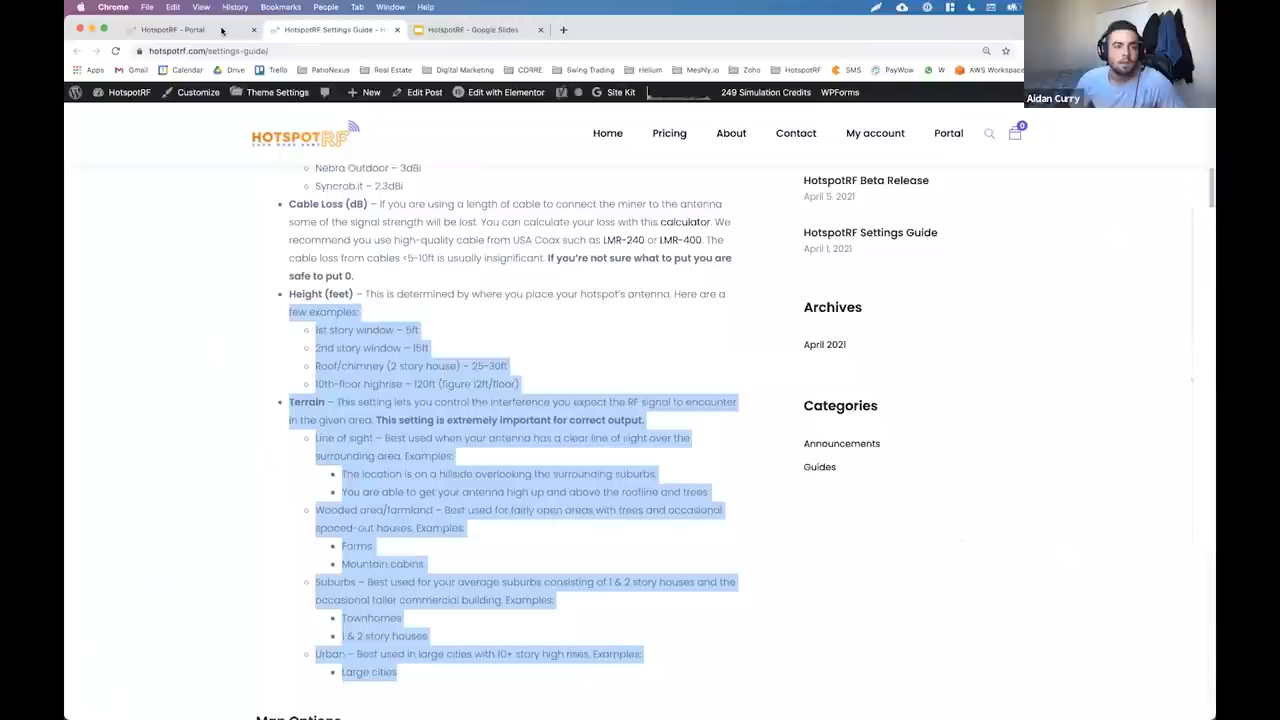 Chrome File Edit View History Bookmarks People Tab Window Help
HotspotRF - Portal
HotspotRF Settings Guide - H
HotspotRF - Google Slides
hotspotrf.com/settings-guide/
Apps Gmail Calendar Drive Trello PatioNexus Real Estate Digital Marketing CORRE Swing Trading Helium Meshly.io Zoho HotspotRF SMS PayWow W AWS Workspaces
HotspotRF Customize Theme Settings New Edit Post Edit with Elementor Site Kit 249 Simulation Credits WPForms
Aidan Curry
HOTSPOTRF
Home Pricing About Contact My account Portal 0
Nebra Outdoor – 3dBi
Syncrob.it – 2.3dBi
Cable Loss (dB) – If you are using a length of cable to connect the miner to the antenna
some of the signal strength will be lost. You can calculate your loss with this calculator. We
recommend you use high-quality cable from USA Coax such as LMR-240 or LMR-400. The
cable loss from cables <5-10ft is usually insignificant. If you're not sure what to put you are
safe to put 0.
Height (feet) – This is determined by where you place your hotspot's antenna. Here are a
few examples:
1st story window – 5ft
2nd story window – 15ft
Roof/chimney (2 story house) - 25-30ft
10th-floor highrise – 120ft (figure 12ft/floor)
Terrain – This setting lets you control the interference you expect the RF signal to encounter
in the given area. This setting is extremely important for correct output.
Line of sight – Best used when your antenna has a clear line of sight over the
surrounding area. Examples:
The location is on a hillside overlooking the surrounding suburbs.
You are able to get your antenna high up and above the roofline and trees
Wooded area/farmland – Best used for fairly open areas with trees and occasional
spaced-out houses. Examples:
Farms
Mountain cabins.
Suburbs – Best used for your average suburbs consisting of 1 & 2 story houses and the
occasional taller commercial building. Examples:
Townhomes
1 & 2 story houses
Urban – Best used in large cities with 10+ story high rises. Examples:
Large cities
Map Options
HotspotRF Beta Release
April 5, 2021
HotspotRF Settings Guide
April 1, 2021
Archives
April 2021
Categories
Announcements
Guides